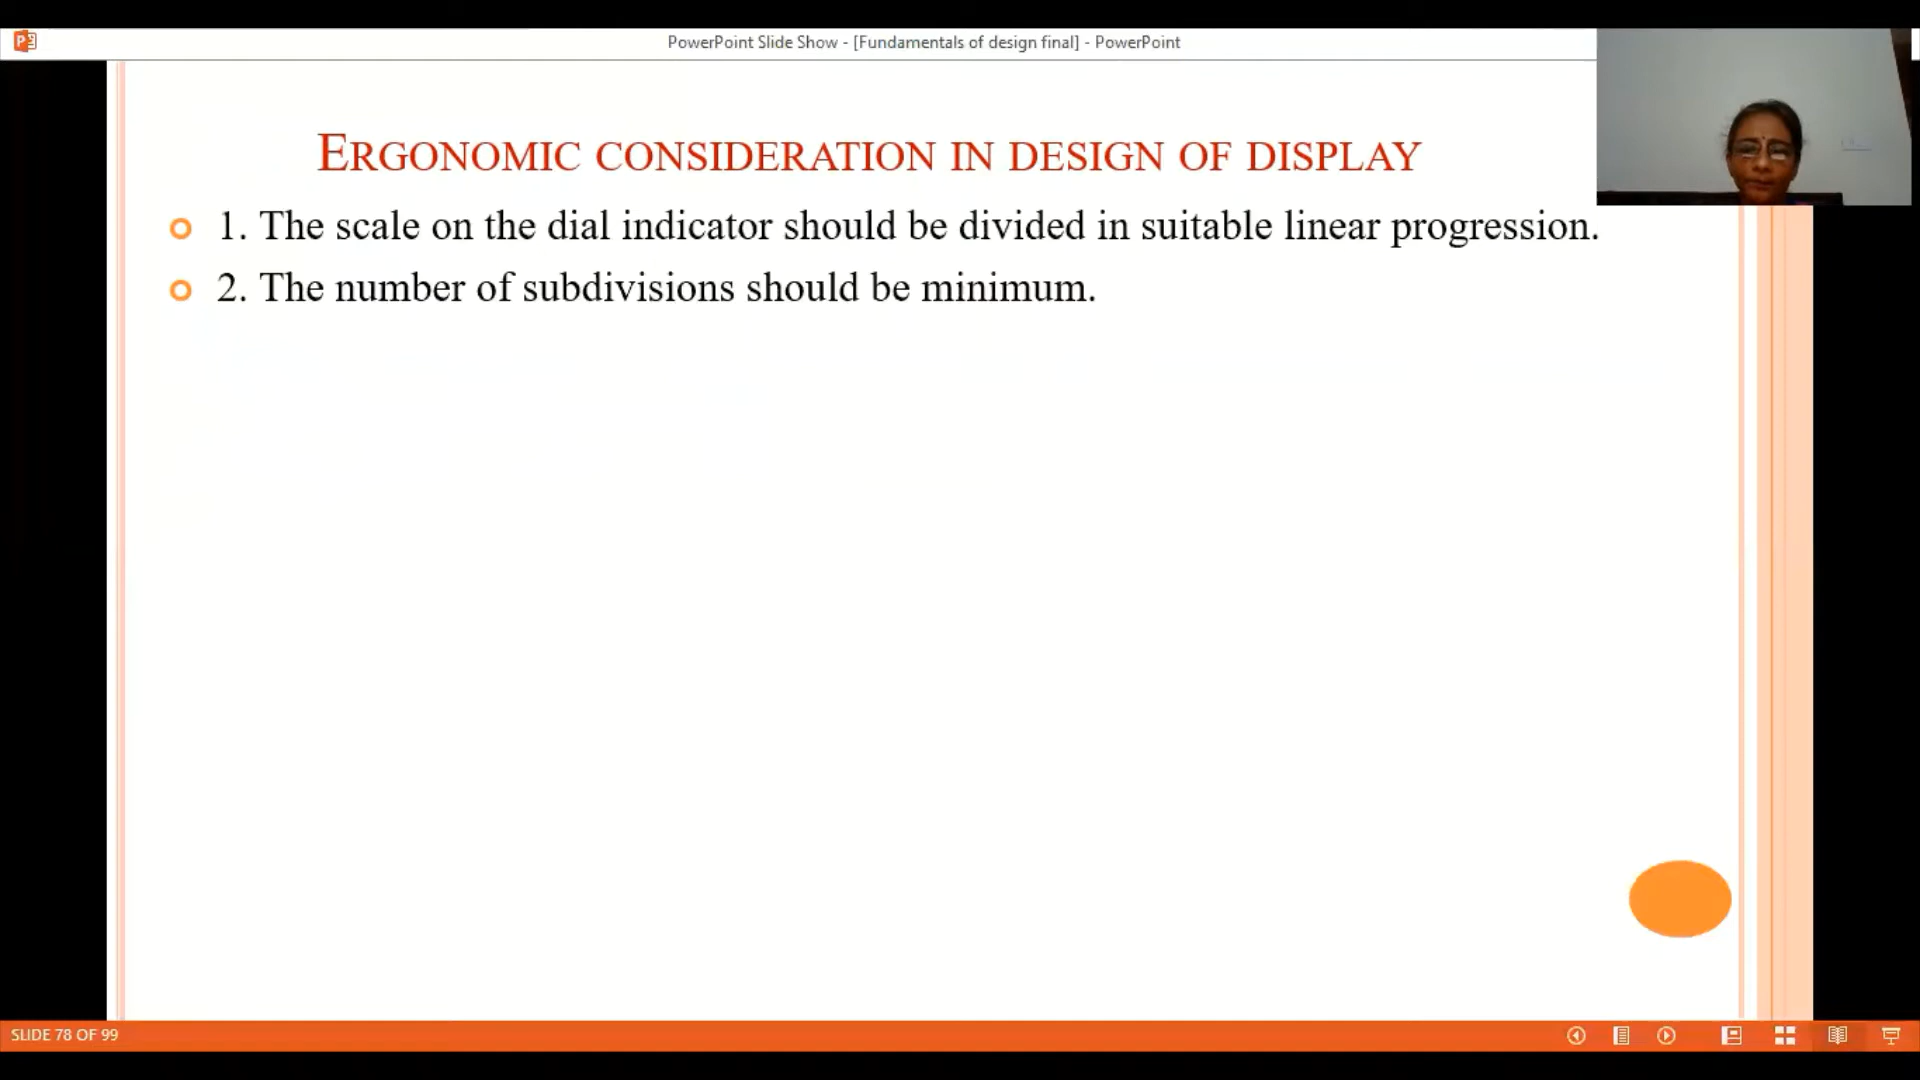 PowerPoint Slide Show - [Fundamentals of design final] - PowerPoint
ERGONOMIC CONSIDERATION IN DESIGN OF DISPLAY
1. The scale on the dial indicator should be divided in suitable linear progression.
2. The number of subdivisions should be minimum.
SLIDE 78 OF 99